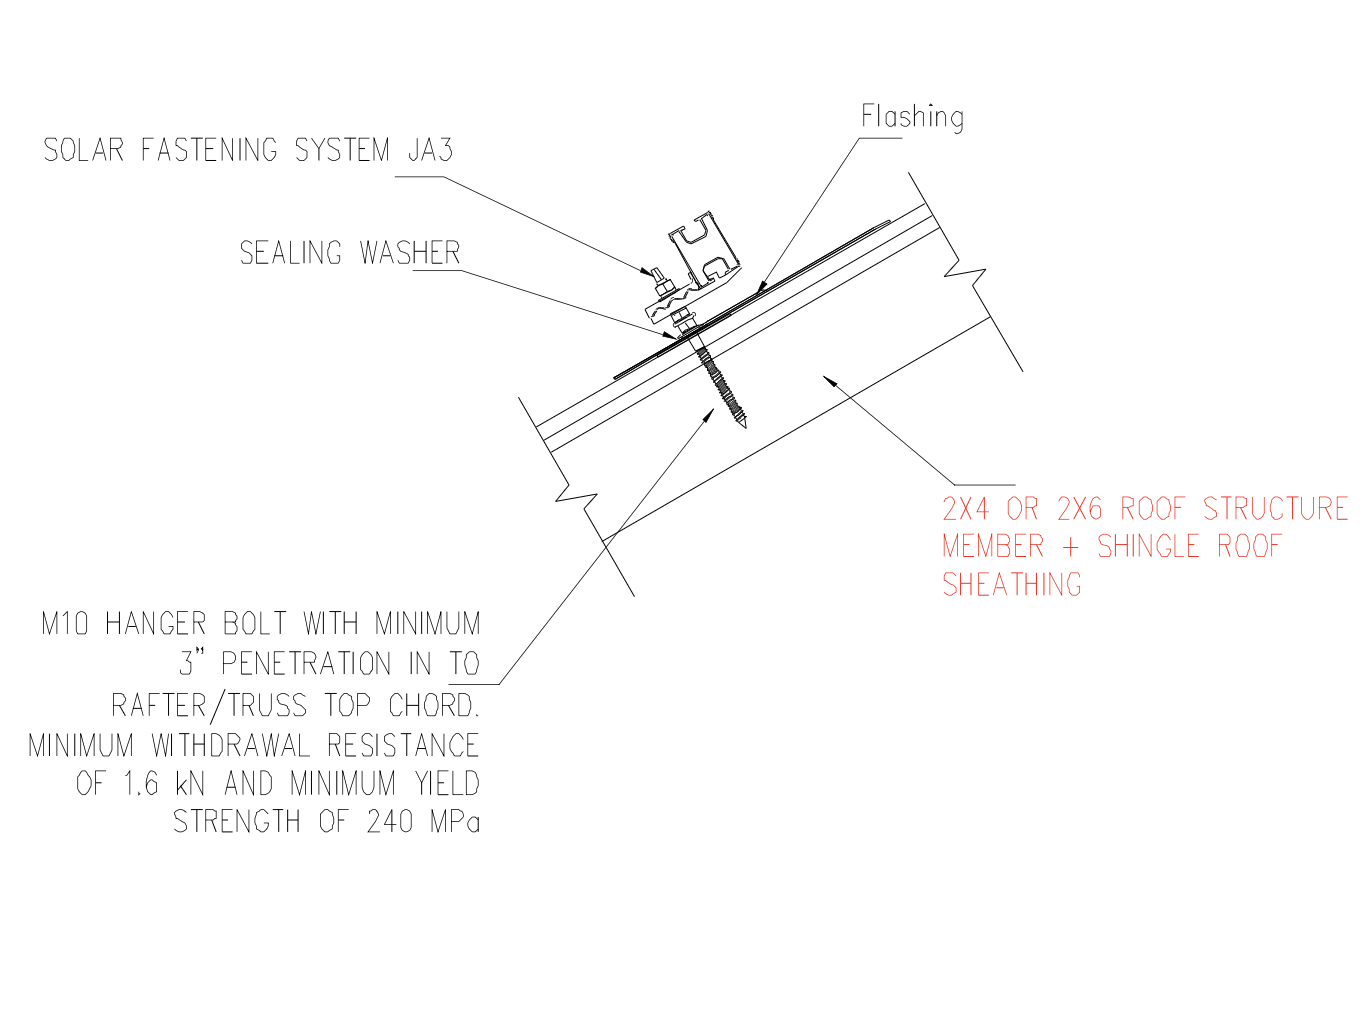 Flashing
SOLAR FASTENING SYSTEM JA3
SEALING WASHER
2X4 OR 2X6 ROOF STRUCTURE
MEMBER + SHINGLE ROOF
SHEATHING
M10 HANGER BOLT WITH MINIMUM
3" PENETRATION IN TO
RAFTER/TRUSS TOP CHORD.
MINIMUM WITHDRAWAL RESISTANCE
OF 1.6 kN AND MINIMUM YIELD
STRENGTH OF 240 MPa